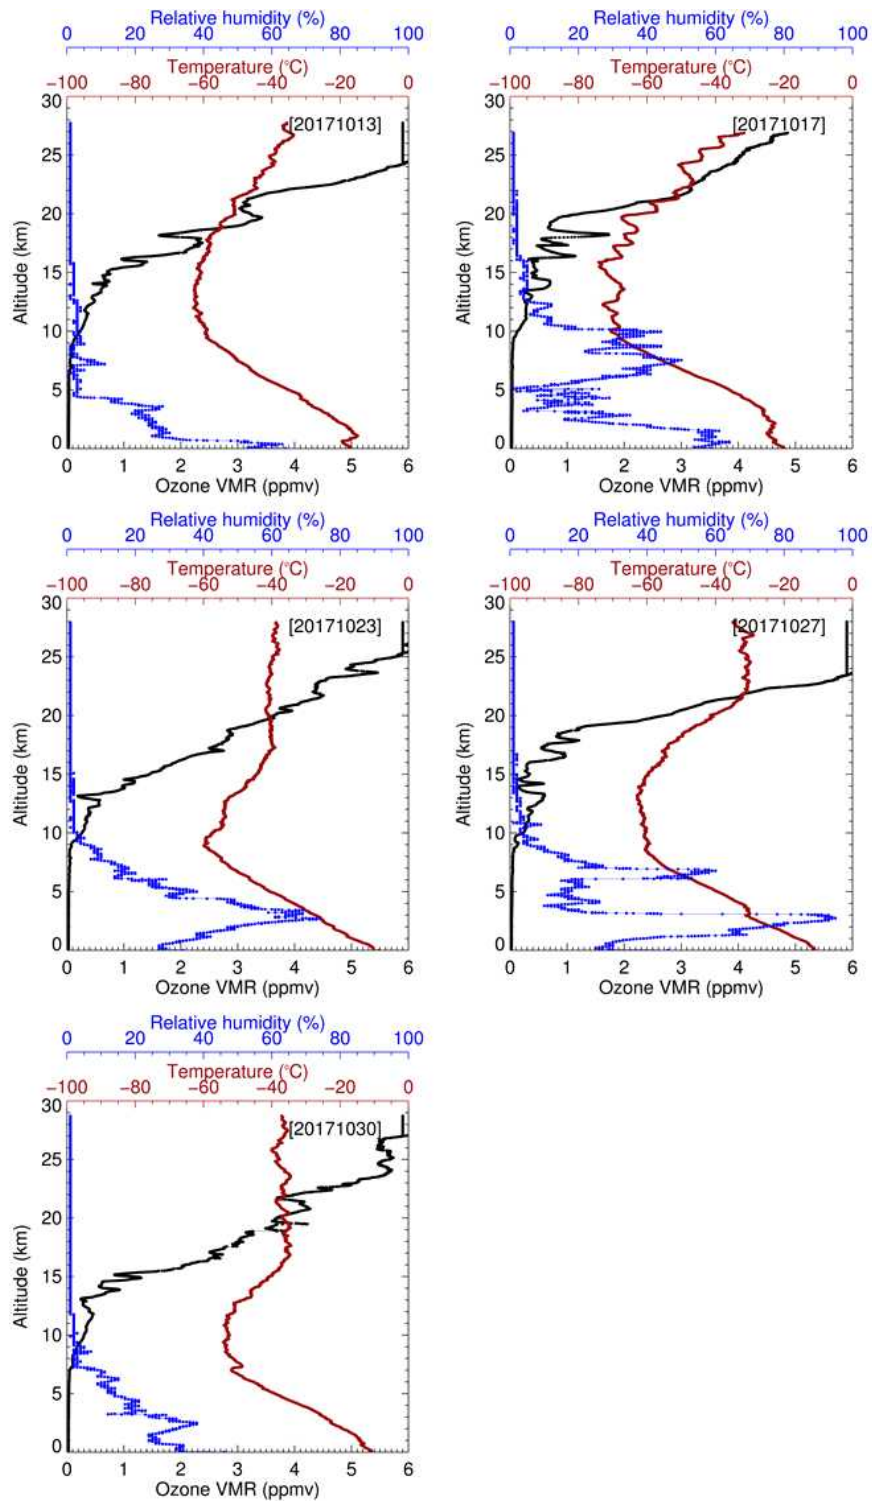 Relative humidity (%)
0 20 40 60 80 100
Temperature (°C)
−100 −80 −60 −40 −20 0
[20171013]
30
25
20
15
10
5
0
Altitude (km)
0 1 2 3 4 5 6
Ozone VMR (ppmv)
Relative humidity (%)
0 20 40 60 80 100
Temperature (°C)
−100 −80 −60 −40 −20 0
[20171017]
30
25
20
15
10
5
0
Altitude (km)
0 1 2 3 4 5 6
Ozone VMR (ppmv)
Relative humidity (%)
0 20 40 60 80 100
Temperature (°C)
−100 −80 −60 −40 −20 0
[20171023]
30
25
20
15
10
5
0
Altitude (km)
0 1 2 3 4 5 6
Ozone VMR (ppmv)
Relative humidity (%)
0 20 40 60 80 100
Temperature (°C)
−100 −80 −60 −40 −20 0
[20171027]
30
25
20
15
10
5
0
Altitude (km)
0 1 2 3 4 5 6
Ozone VMR (ppmv)
Relative humidity (%)
0 20 40 60 80 100
Temperature (°C)
−100 −80 −60 −40 −20 0
[20171030]
30
25
20
15
10
5
0
Altitude (km)
0 1 2 3 4 5 6
Ozone VMR (ppmv)